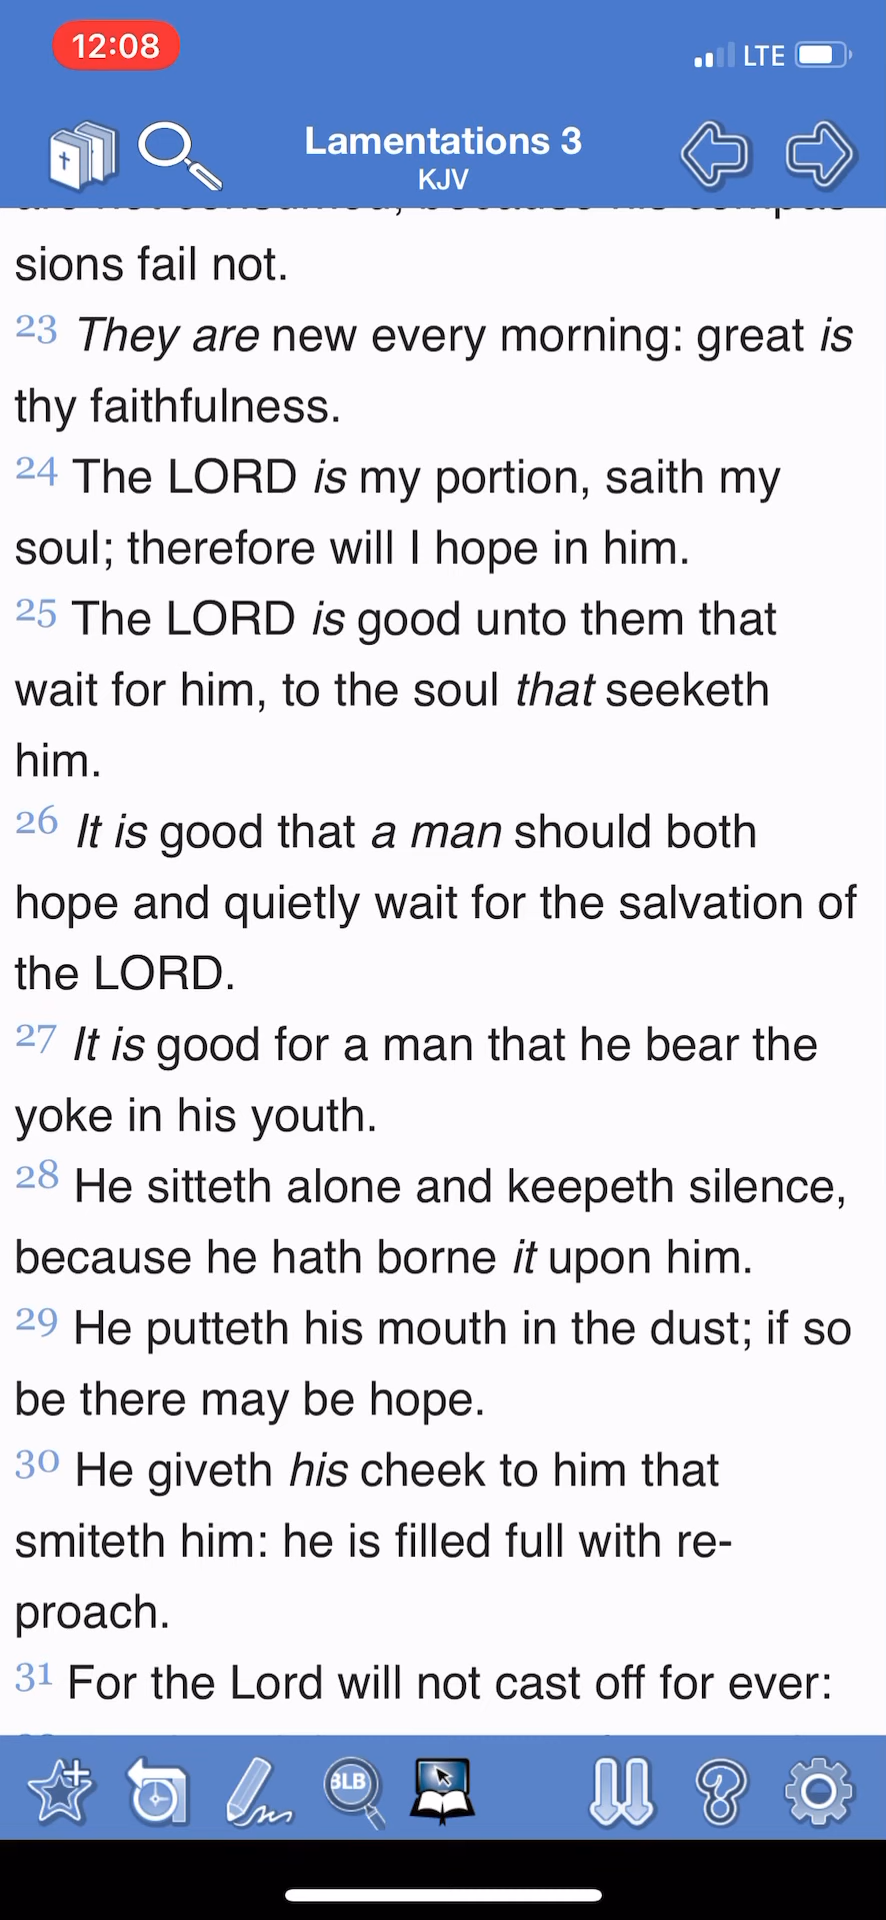 12:08
LTE
Lamentations 3
KJV
sions fail not.
23 They are new every morning: great is
thy faithfulness.
24 The LORD is my portion, saith my
soul; therefore will I hope in him.
25 The LORD is good unto them that
wait for him, to the soul that seeketh
him.
26 It is good that a man should both
hope and quietly wait for the salvation of
the LORD.
27 It is good for a man that he bear the
yoke in his youth.
28 He sitteth alone and keepeth silence,
because he hath borne it upon him.
29 He putteth his mouth in the dust; if so
be there may be hope.
30 He giveth his cheek to him that
smiteth him: he is filled full with re-
proach.
31 For the Lord will not cast off for ever:
BLB